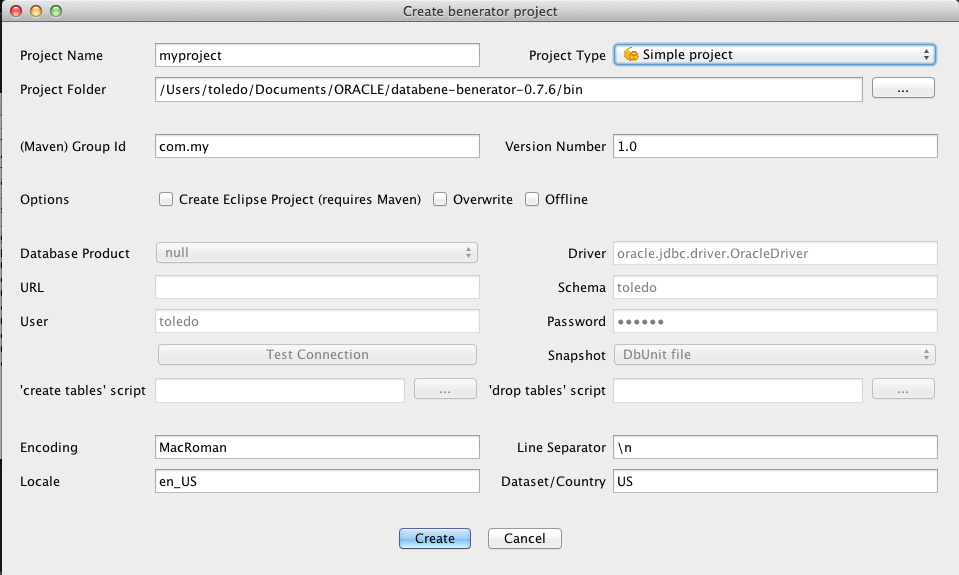 Create benerator project
Project Name myproject Project Type Simple project
Project Folder /Users/toledo/Documents/ORACLE/databene-benerator-0.7.6/bin ...
(Maven) Group Id com.my Version Number 1.0
Options Create Eclipse Project (requires Maven) Overwrite Offline
Database Product null Driver oracle.jdbc.driver.OracleDriver
URL Schema toledo
User toledo Password ••••••
Test Connection Snapshot DbUnit file
'create tables' script ... 'drop tables' script ...
Encoding MacRoman Line Separator \n
Locale en_US Dataset/Country US
Create Cancel